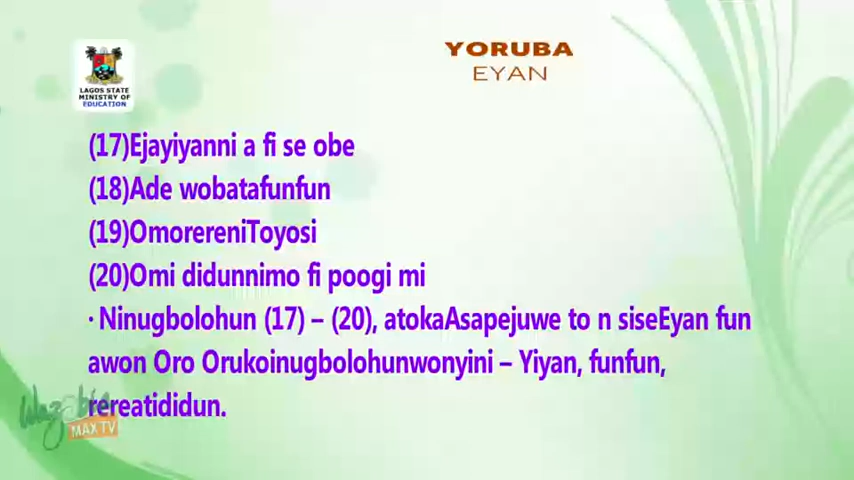 YORUBA
EYAN
LAGOS STATE
MINISTRY OF
EDUCATION
(17)Ejayiyanni a fi se obe
(18)Ade wobatafunfun
(19)OmorereniToyosi
(20)Omi didunnimo fi poogi mi
· Ninugbolohun (17) – (20), atokaAsapejuwe to n siseEyan fun
awon Oro Orukoinugbolohunwonyini – Yiyan, funfun,
rereatididun.
Wazobia
MAX TV